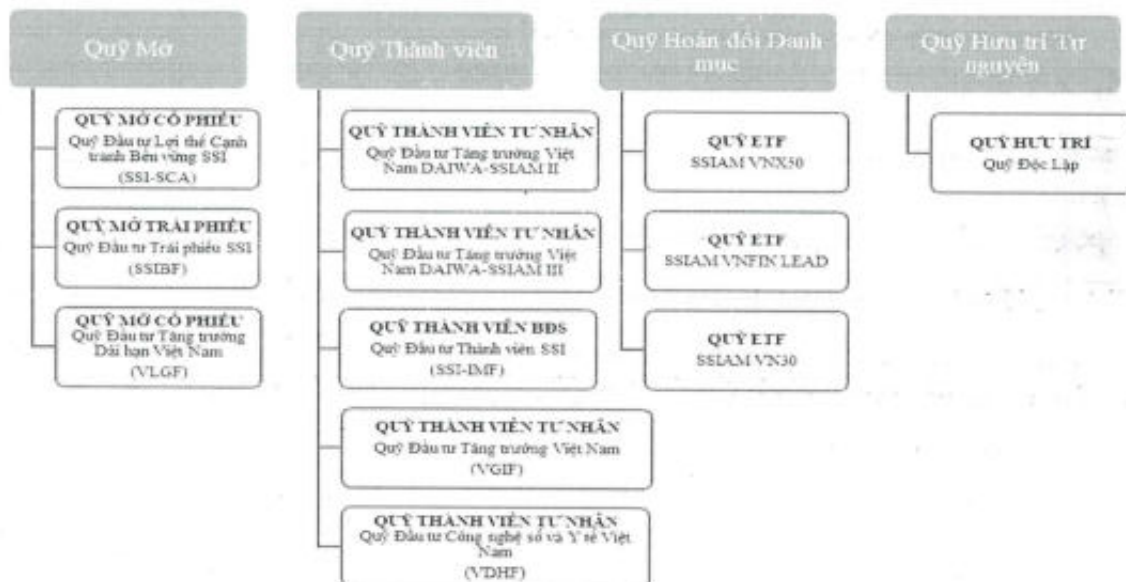 Quỹ Mở
QUỸ MỞ CỔ PHIẾU
Quỹ Đầu tư Lợi thế Cạnh
tranh Bền vững SSI
(SSI-SCA)
QUỸ MỞ TRÁI PHIẾU
Quỹ Đầu tư Trái phiếu SSI
(SSIBF)
QUỸ MỞ CỔ PHIẾU
Quỹ Đầu tư Tăng trưởng
Dài hạn Việt Nam
(VLGF)
Quỹ Thành viên
QUỸ THÀNH VIÊN TƯ NHÂN
Quỹ Đầu tư Tăng trưởng Việt
Nam DAIWA-SSIAM II
QUỸ THÀNH VIÊN TƯ NHÂN
Quỹ Đầu tư Tăng trưởng Việt
Nam DAIWA-SSIAM III
QUỸ THÀNH VIÊN BĐS
Quỹ Đầu tư Thành viên SSI
(SSI-IMF)
QUỸ THÀNH VIÊN TƯ NHÂN
Quỹ Đầu tư Tăng trưởng Việt Nam
(VGIF)
QUỸ THÀNH VIÊN TƯ NHÂN
Quỹ Đầu tư Công nghệ số và Y tế Việt
Nam
(VDHF)
Quỹ Hoán đổi Danh
mục
QUỸ ETF
SSIAM VNX50
QUỸ ETF
SSIAM VNFIN LEAD
QUỸ ETF
SSIAM VN30
Quỹ Hưu trí Tự
nguyện
QUỸ HƯU TRÍ
Quỹ Độc Lập